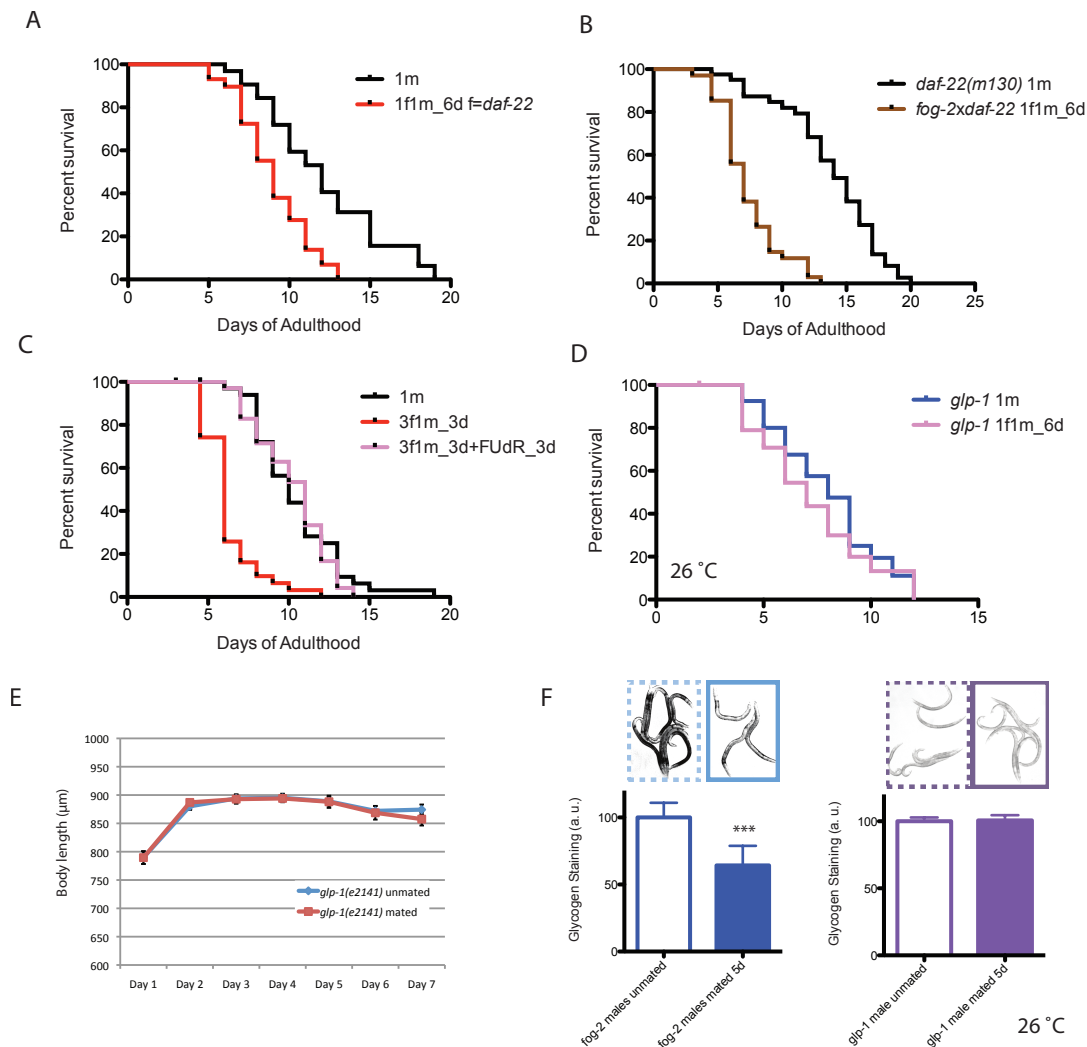 A
Percent survival
100
80
60
40
20
0
1m
1f1m_6d f=daf-22
0 5 10 15 20
Days of Adulthood
B
Percent survival
100
80
60
40
20
0
daf-22(m130) 1m
fog-2xdaf-22 1f1m_6d
0 5 10 15 20 25
Days of Adulthood
C
Percent survival
100
80
60
40
20
0
1m
3f1m_3d
3f1m_3d+FUdR_3d
0 5 10 15 20
Days of Adulthood
D
Percent survival
100
80
60
40
20
0
glp-1 1m
glp-1 1f1m_6d
26 ˚C
0 5 10 15
Days of Adulthood
E
Body length (µm)
1000
950
900
850
800
750
700
650
600
glp-1(e2141) unmated
glp-1(e2141) mated
Day 1 Day 2 Day 3 Day 4 Day 5 Day 6 Day 7
F
Glycogen Staining (a. u.)
100
50
0
***
fog-2 males unmated
fog-2 males mated 5d
Glycogen Staining (a. u.)
100
50
0
glp-1 male unmated
glp-1 male mated 5d
26 ˚C